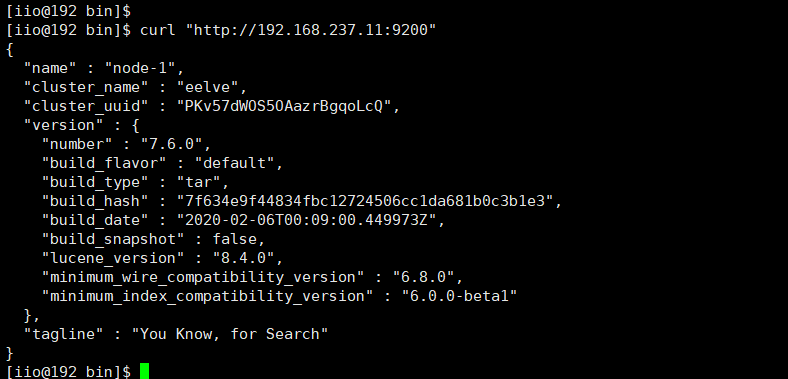 [iio@192 bin]$
[iio@192 bin]$ curl "http://192.168.237.11:9200"
{
  "name" : "node-1",
  "cluster_name" : "eelve",
  "cluster_uuid" : "PKv57dWOS5OAazrBgqoLcQ",
  "version" : {
    "number" : "7.6.0",
    "build_flavor" : "default",
    "build_type" : "tar",
    "build_hash" : "7f634e9f44834fbc12724506cc1da681b0c3b1e3",
    "build_date" : "2020-02-06T00:09:00.449973Z",
    "build_snapshot" : false,
    "lucene_version" : "8.4.0",
    "minimum_wire_compatibility_version" : "6.8.0",
    "minimum_index_compatibility_version" : "6.0.0-beta1"
  },
  "tagline" : "You Know, for Search"
}
[iio@192 bin]$